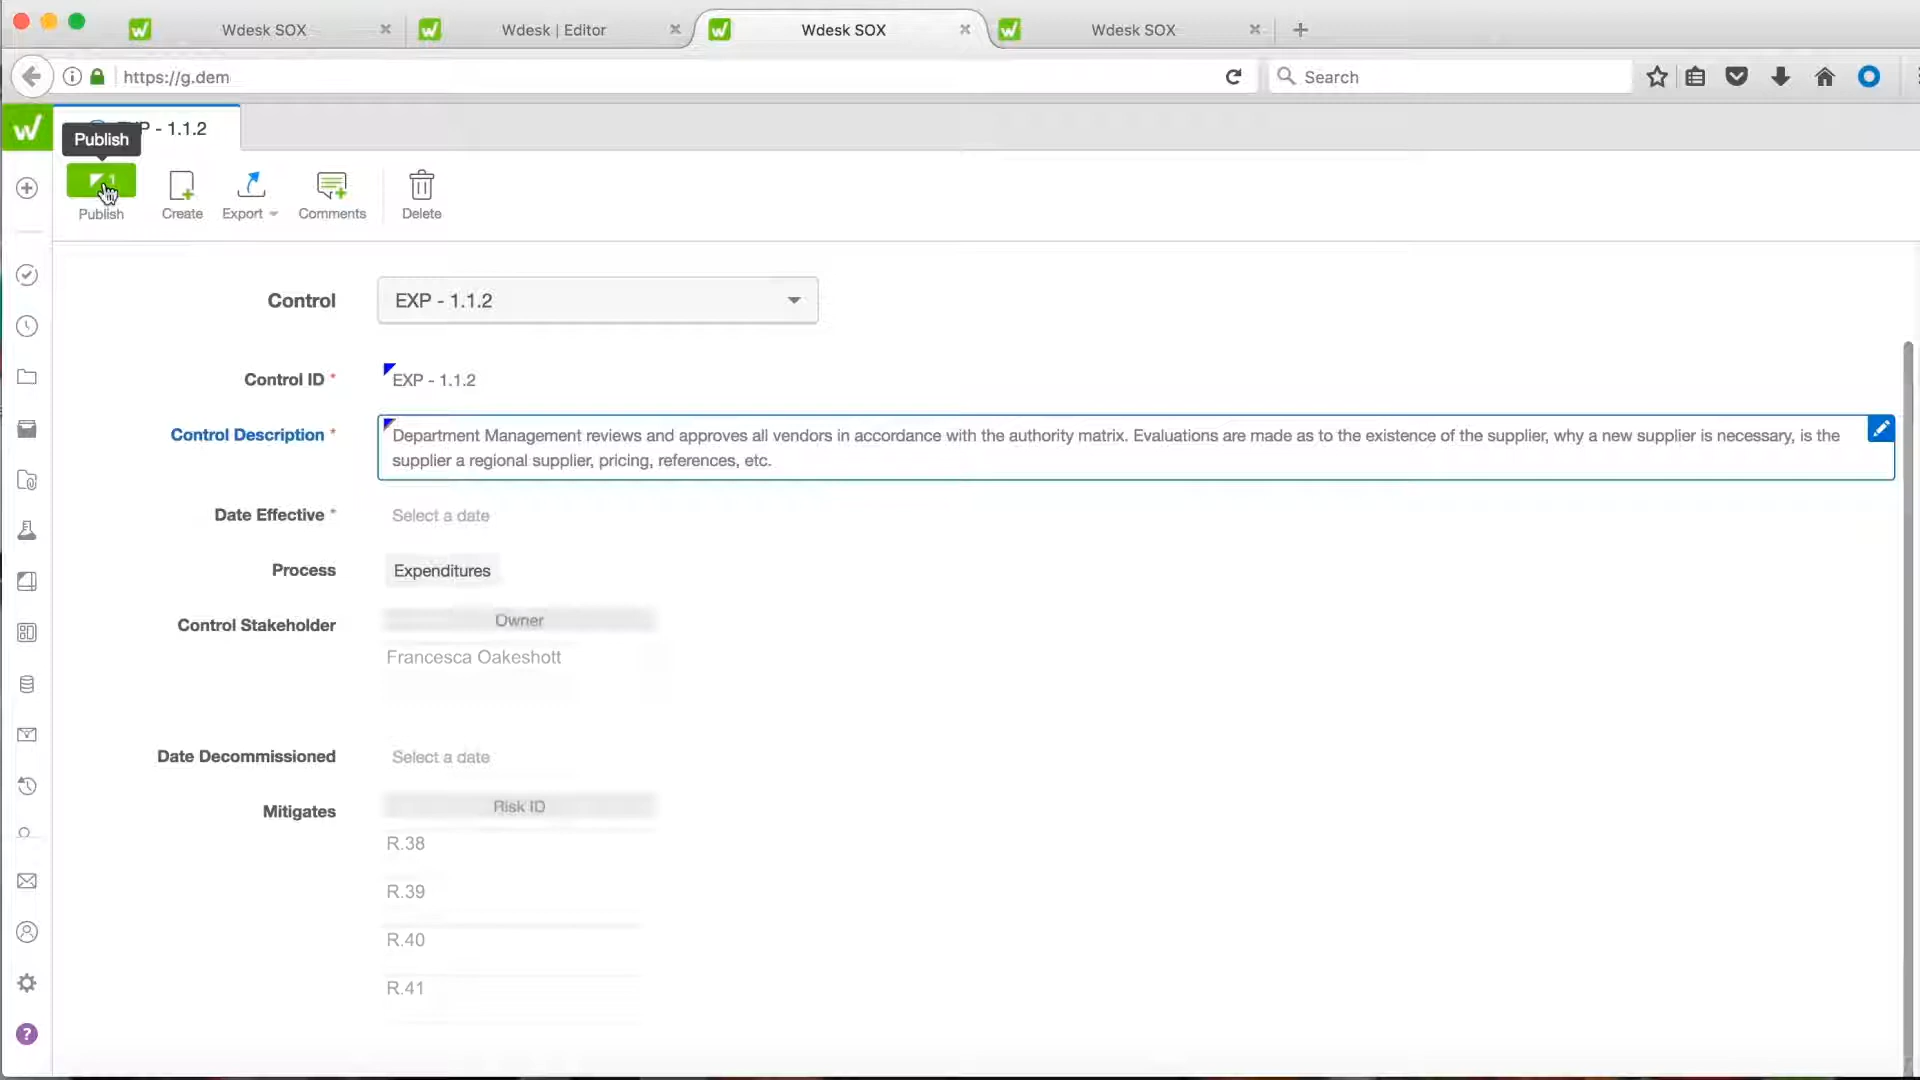 Wdesk SOX
Wdesk | Editor
Wdesk SOX
Wdesk SOX
https://g.dem
Search
P - 1.1.2
Publish
1
Publish
Create
Export
Comments
Delete
Control
EXP - 1.1.2
Control ID *
EXP - 1.1.2
Control Description *
Department Management reviews and approves all vendors in accordance with the authority matrix. Evaluations are made as to the existence of the supplier, why a new supplier is necessary, is the
supplier a regional supplier, pricing, references, etc.
Date Effective *
Select a date
Process
Expenditures
Control Stakeholder
Owner
Francesca Oakeshott
Date Decommissioned
Select a date
Mitigates
Risk ID
R.38
R.39
R.40
R.41